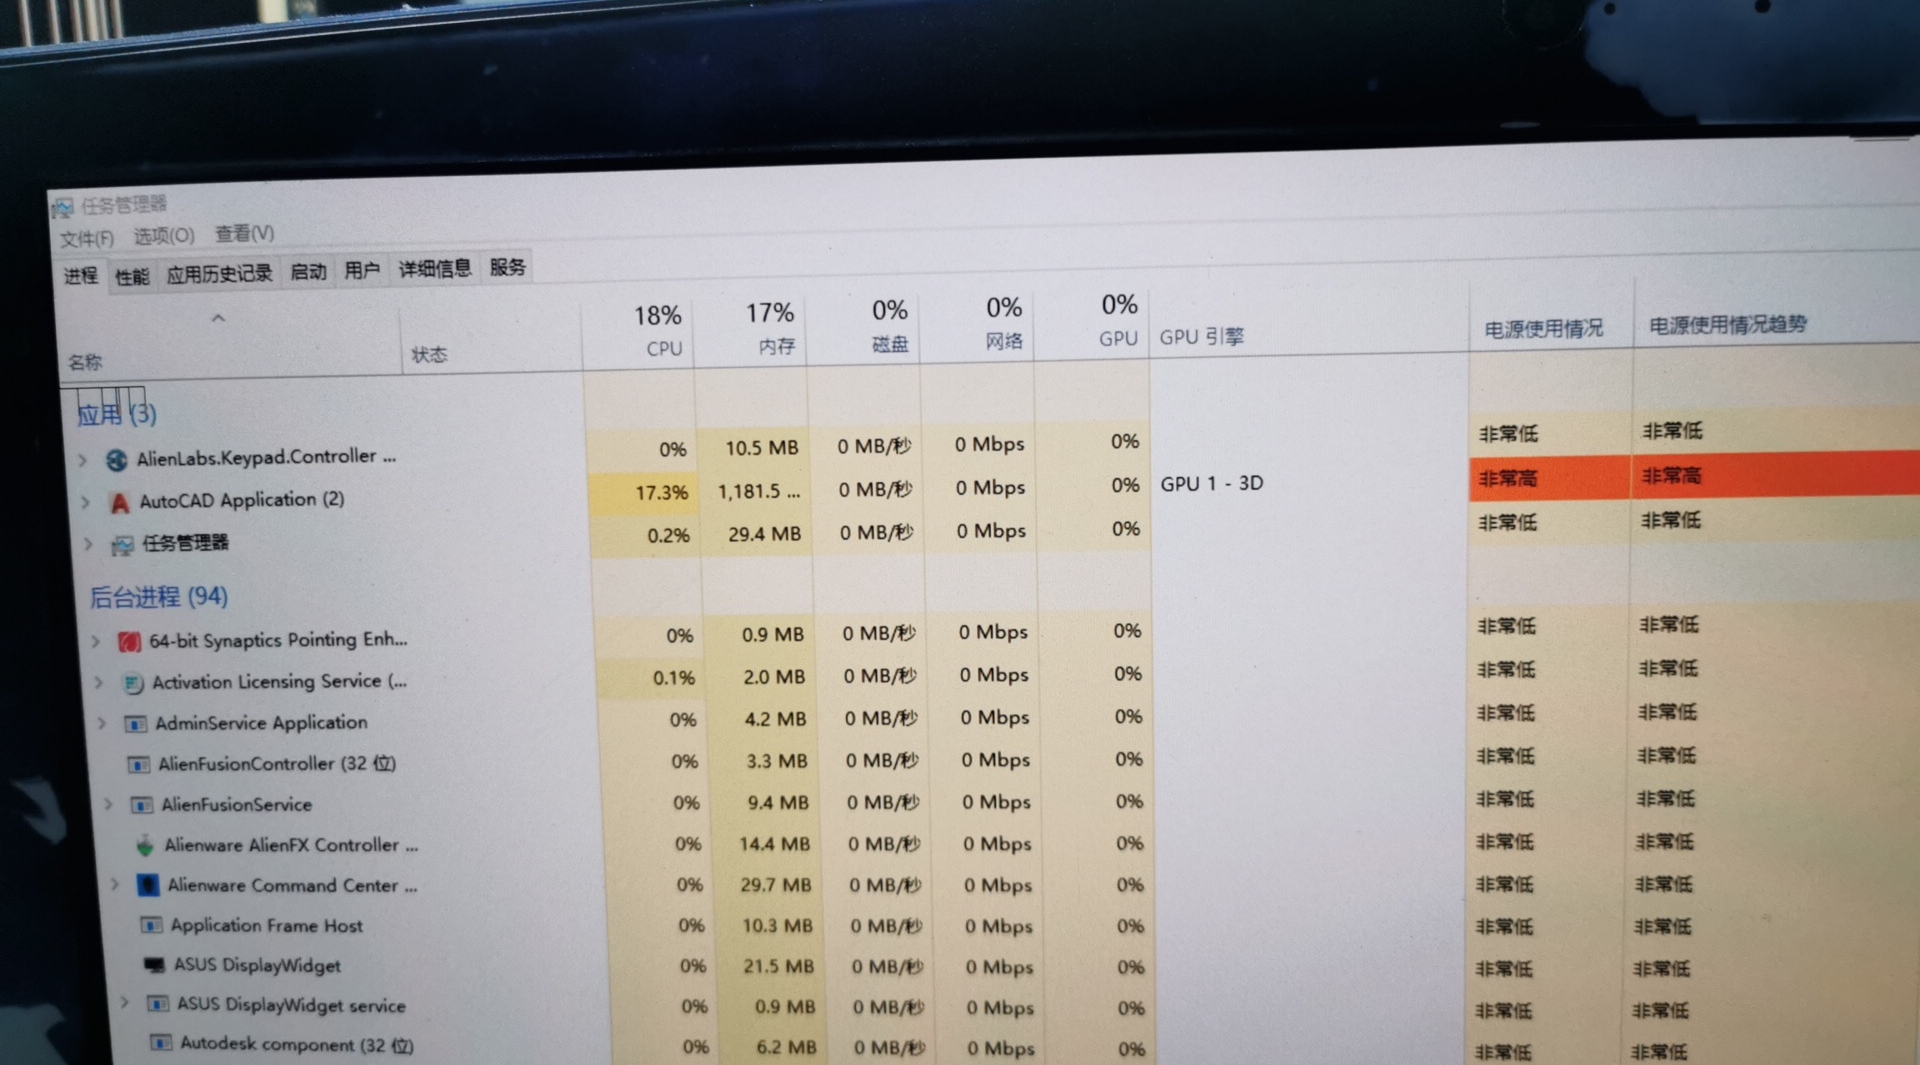 任务管理器
文件(F) 选项(O) 查看(V)
进程 性能 应用历史记录 启动 用户 详细信息 服务
18% 17% 0% 0% 0%
名称 状态 CPU 内存 磁盘 网络 GPU GPU 引擎 电源使用情况 电源使用情况趋势
应用 (3)
AlienLabs.Keypad.Controller ... 0% 10.5 MB 0 MB/秒 0 Mbps 0% 非常低 非常低
AutoCAD Application (2) 17.3% 1,181.5 ... 0 MB/秒 0 Mbps 0% GPU 1 - 3D 非常高 非常高
任务管理器 0.2% 29.4 MB 0 MB/秒 0 Mbps 0% 非常低 非常低
后台进程 (94)
64-bit Synaptics Pointing Enh... 0% 0.9 MB 0 MB/秒 0 Mbps 0% 非常低 非常低
Activation Licensing Service (... 0.1% 2.0 MB 0 MB/秒 0 Mbps 0% 非常低 非常低
AdminService Application 0% 4.2 MB 0 MB/秒 0 Mbps 0% 非常低 非常低
AlienFusionController (32 位) 0% 3.3 MB 0 MB/秒 0 Mbps 0% 非常低 非常低
AlienFusionService 0% 9.4 MB 0 MB/秒 0 Mbps 0% 非常低 非常低
Alienware AlienFX Controller ... 0% 14.4 MB 0 MB/秒 0 Mbps 0% 非常低 非常低
Alienware Command Center ... 0% 29.7 MB 0 MB/秒 0 Mbps 0% 非常低 非常低
Application Frame Host 0% 10.3 MB 0 MB/秒 0 Mbps 0% 非常低 非常低
ASUS DisplayWidget 0% 21.5 MB 0 MB/秒 0 Mbps 0% 非常低 非常低
ASUS DisplayWidget service 0% 0.9 MB 0 MB/秒 0 Mbps 0% 非常低 非常低
Autodesk component (32 位) 0% 6.2 MB 0 MB/秒 0 Mbps 0% 非常低 非常低